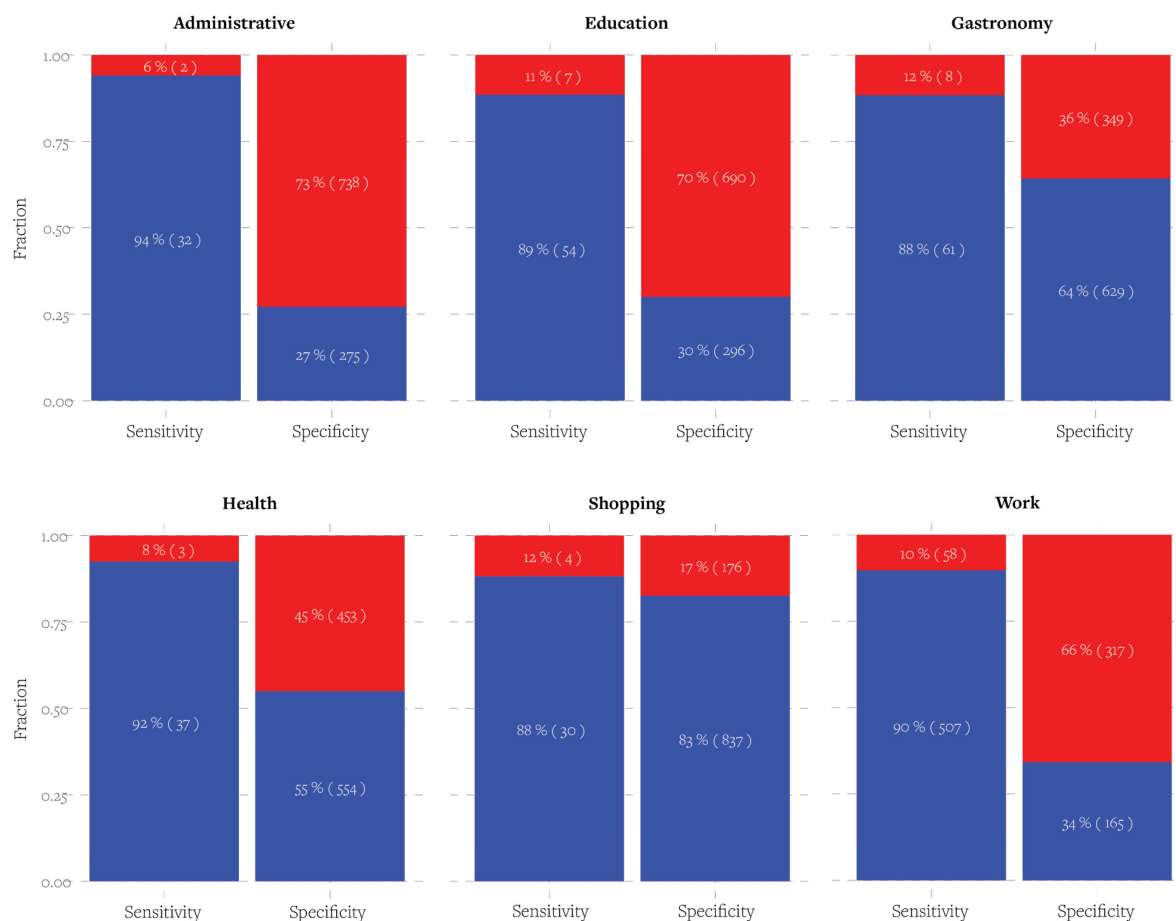 Administrative Education Gastronomy
1.00
6 % ( 2 ) 11 % ( 7 ) 12 % ( 8 )
36 % ( 349 )
0.75
73 % ( 738 ) 70 % ( 690 )
Fraction
0.50
94 % ( 32 ) 89 % ( 54 ) 88 % ( 61 )
64 % ( 629 )
0.25
27 % ( 275 ) 30 % ( 296 )
0.00
Sensitivity Specificity Sensitivity Specificity Sensitivity Specificity
Health Shopping Work
1.00
8 % ( 3 ) 12 % ( 4 ) 17 % ( 176 ) 10 % ( 58 )
45 % ( 453 )
0.75
66 % ( 317 )
Fraction
0.50
92 % ( 37 ) 88 % ( 30 ) 83 % ( 837 ) 90 % ( 507 )
55 % ( 554 )
0.25
34 % ( 165 )
0.00
Sensitivity Specificity Sensitivity Specificity Sensitivity Specificity